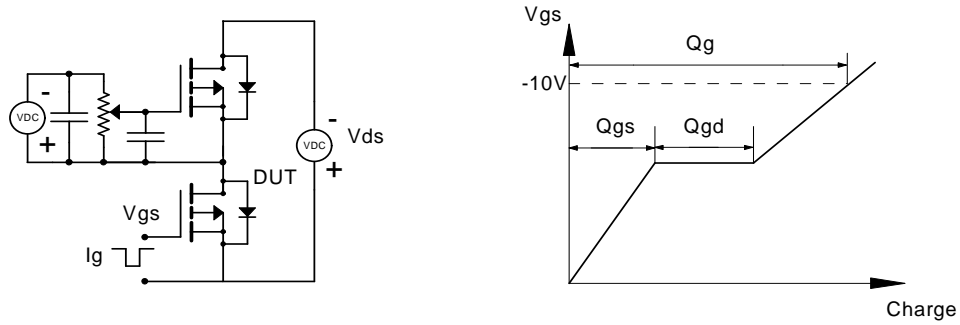 -
VDC
+
-
VDC
+
Vds
DUT
Vgs
Ig
Vgs
Qg
-10V
Qgs
Qgd
Charge